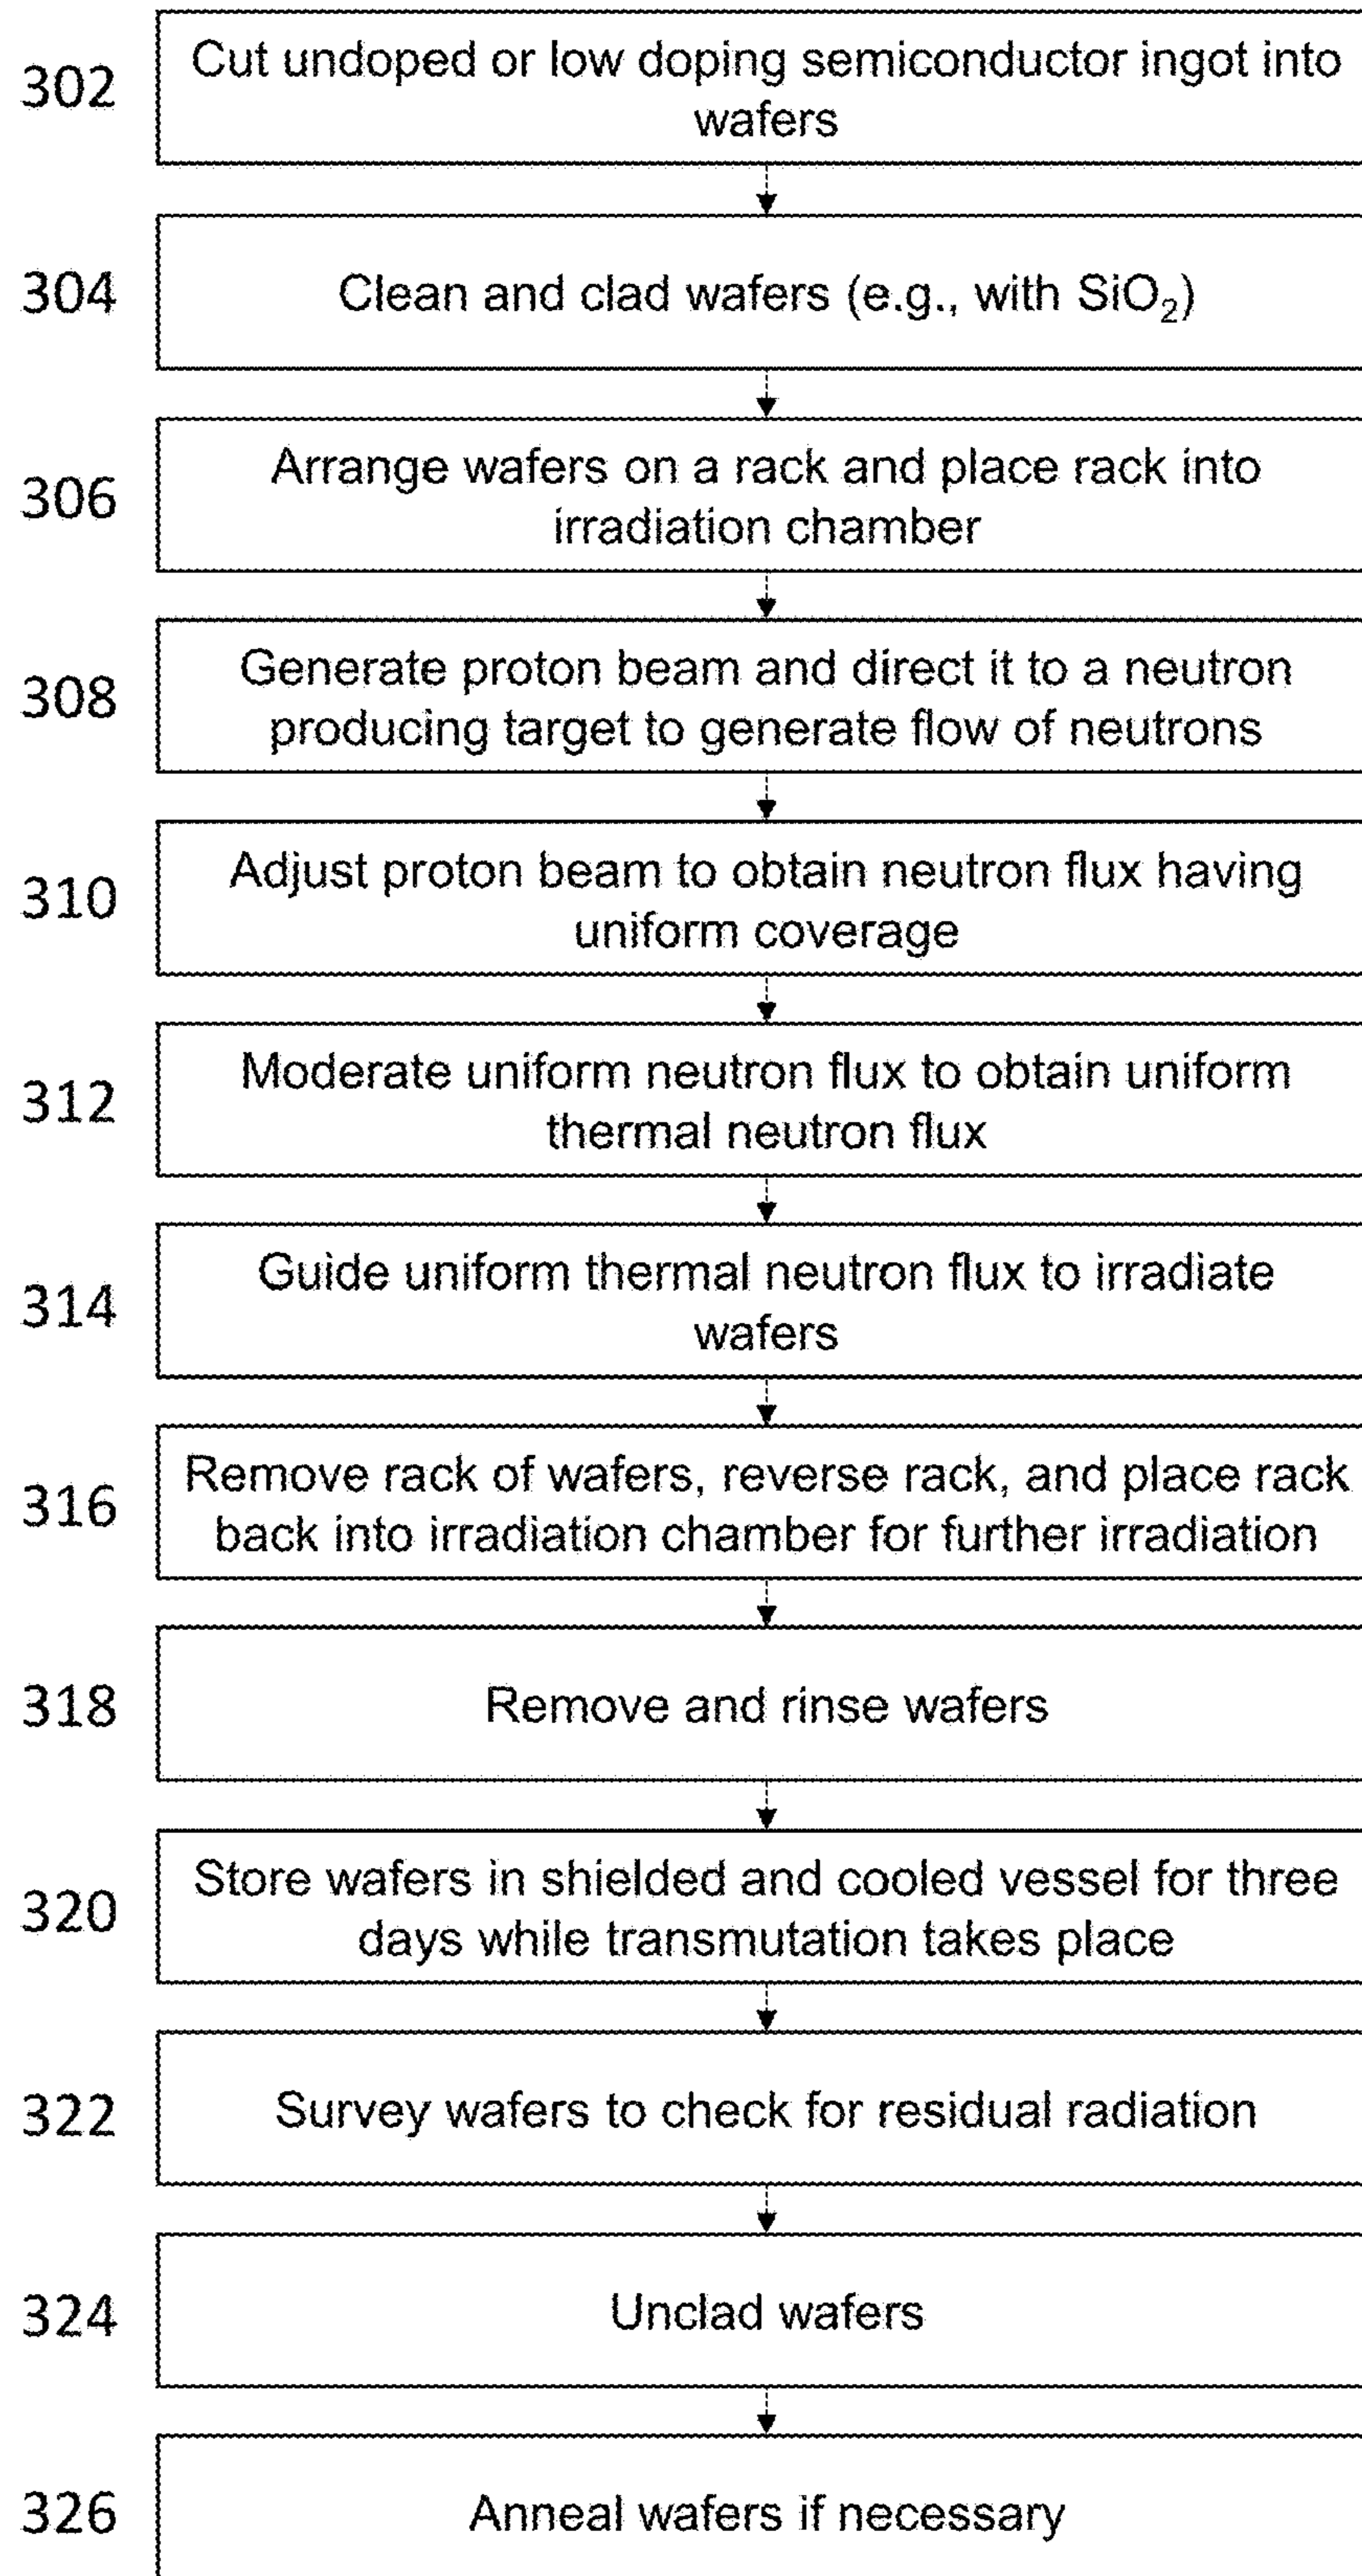 302
Cut undoped or low doping semiconductor ingot into
wafers
304
Clean and clad wafers (e.g., with SiO₂)
306
Arrange wafers on a rack and place rack into
irradiation chamber
308
Generate proton beam and direct it to a neutron
producing target to generate flow of neutrons
310
Adjust proton beam to obtain neutron flux having
uniform coverage
312
Moderate uniform neutron flux to obtain uniform
thermal neutron flux
314
Guide uniform thermal neutron flux to irradiate
wafers
316
Remove rack of wafers, reverse rack, and place rack
back into irradiation chamber for further irradiation
318
Remove and rinse wafers
320
Store wafers in shielded and cooled vessel for three
days while transmutation takes place
322
Survey wafers to check for residual radiation
324
Unclad wafers
326
Anneal wafers if necessary